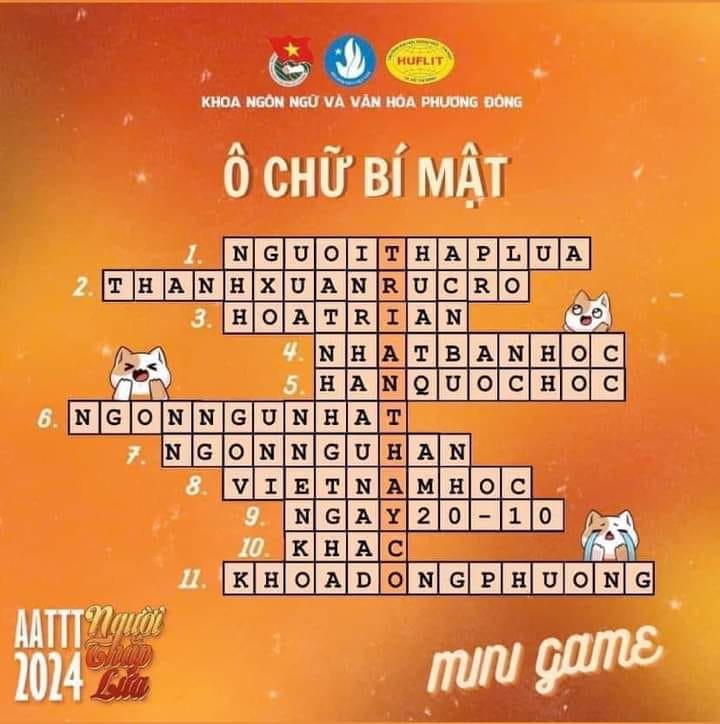 HUFLIT
KHOA NGÔN NGỮ VÀ VĂN HÓA PHƯƠNG ĐÔNG
Ô CHỮ BÍ MẬT
1. NGUOITHAPLUA
2. THANHXUANRUCRO
3. HOATRIAN
4. NHATBANHOC
5. HANQUOCHOC
6. NGONNGUNHAT
7. NGONNGUHAN
8. VIETNAMHOC
9. NGAY20-10
10. KHAC
11. KHOADONGPHUONG
AATTT Người
2024 Thắp Lửa
MINI GAME